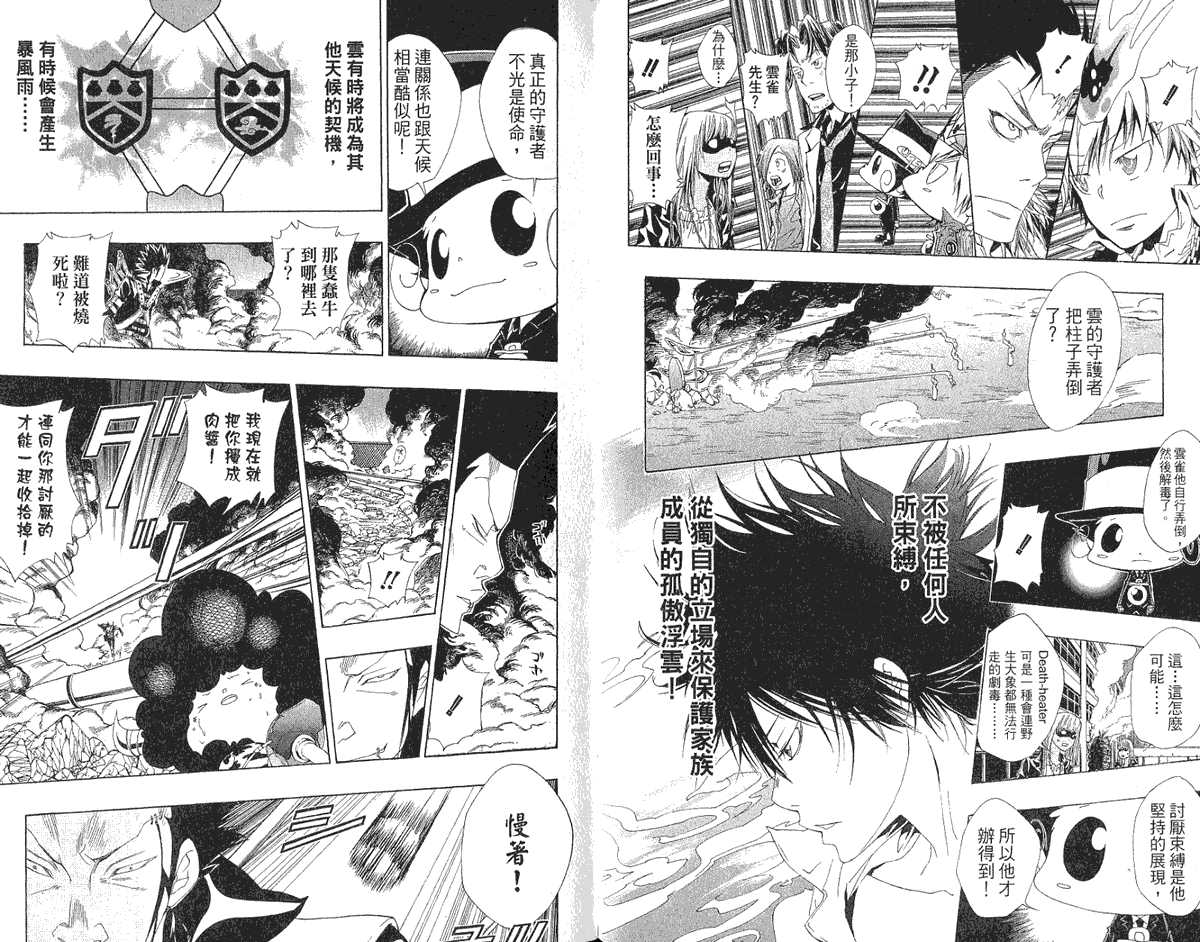 ！
！
!!
是那小子！
為什麼…
雲雀
先生？
!!
怎麼回事…
雲的守護者
把柱子弄倒
了？
雲雀他自行弄倒，
然後解毒了。
！
不被任何人
所束縛，
從獨自的立場來保護家族
成員的孤傲浮雲！
這…這怎麼
可能……
Death-heater
可是一種會連野
生大象都無法行
走的劇毒………
討厭束縛是他
堅持的展現，
所以他才
辦得到！
真正的守護者
不光是使命，
連關係也跟天候
相當酷似呢！
雲有時將成為其
他天候的契機，
有時候會產生
暴風雨……
那隻蠢牛
到哪裡去
了？
難道被燒
死啦？
!!
！
我現在就
把你攪成
肉醬！
連同你那討厭的
才能一起收拾掉！
慢著！